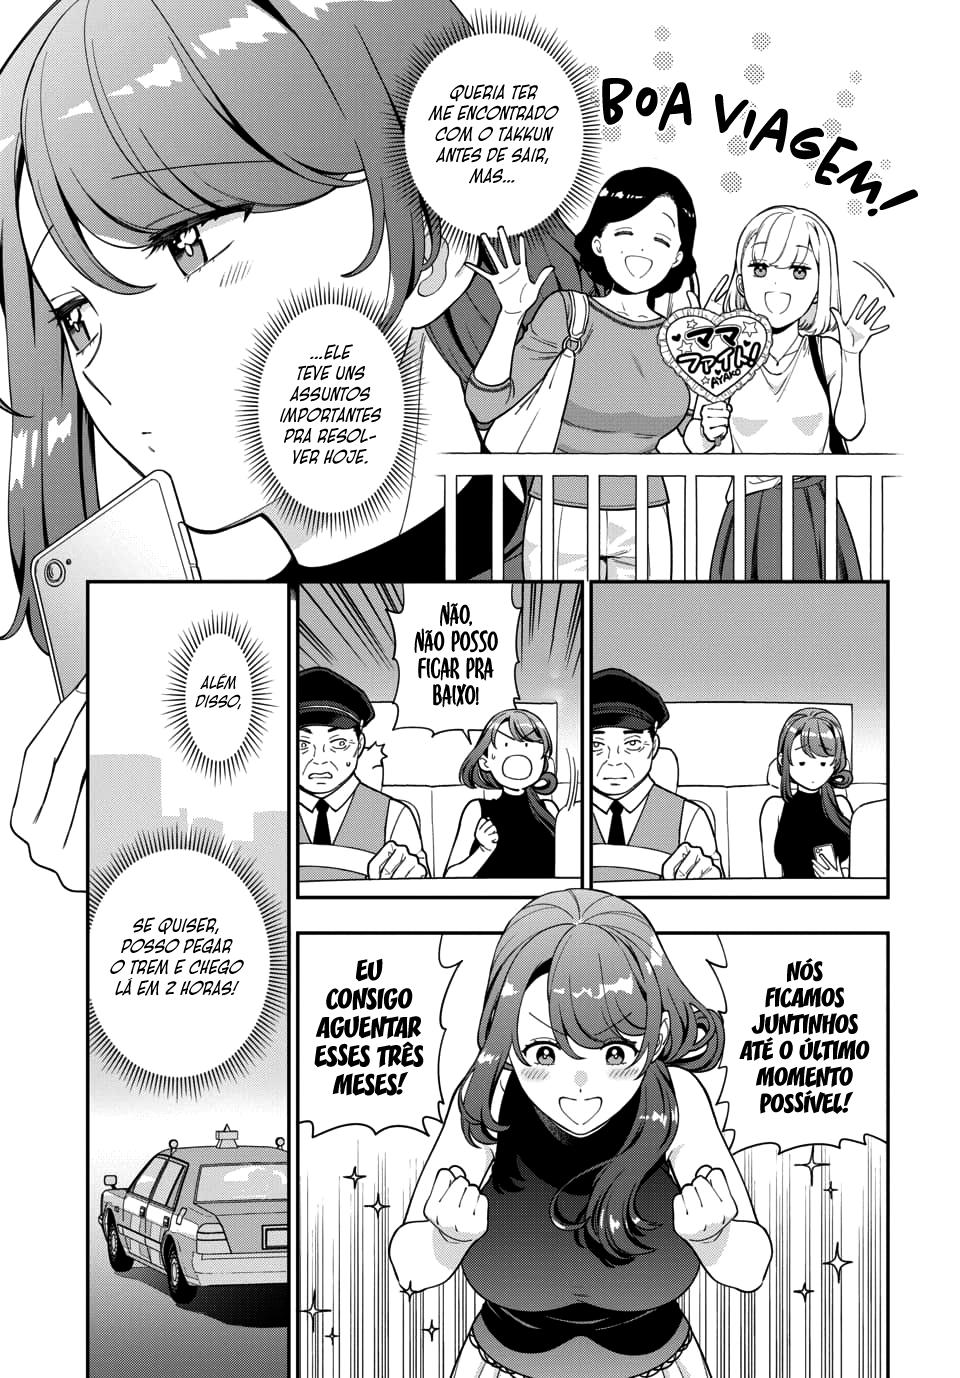 BOA VIAGEM!
ママ
ファイト!
AYAKO
QUERIA TER
ME ENCONTRADO
COM O TAKKUN
ANTES DE SAIR,
MAS...
...ELE
TEVE UNS
ASSUNTOS
IMPORTANTES
PRA RESOL-
VER HOJE.
NÃO,
NÃO POSSO
FICAR PRA
BAIXO!
ALÉM
DISSO,
SE QUISER,
POSSO PEGAR
O TREM E CHEGO
LÁ EM 2 HORAS!
NÓS
FICAMOS
JUNTINHOS
ATÉ O ÚLTIMO
MOMENTO
POSSÍVEL!
EU
CONSIGO
AGUENTAR
ESSES TRÊS
MESES!